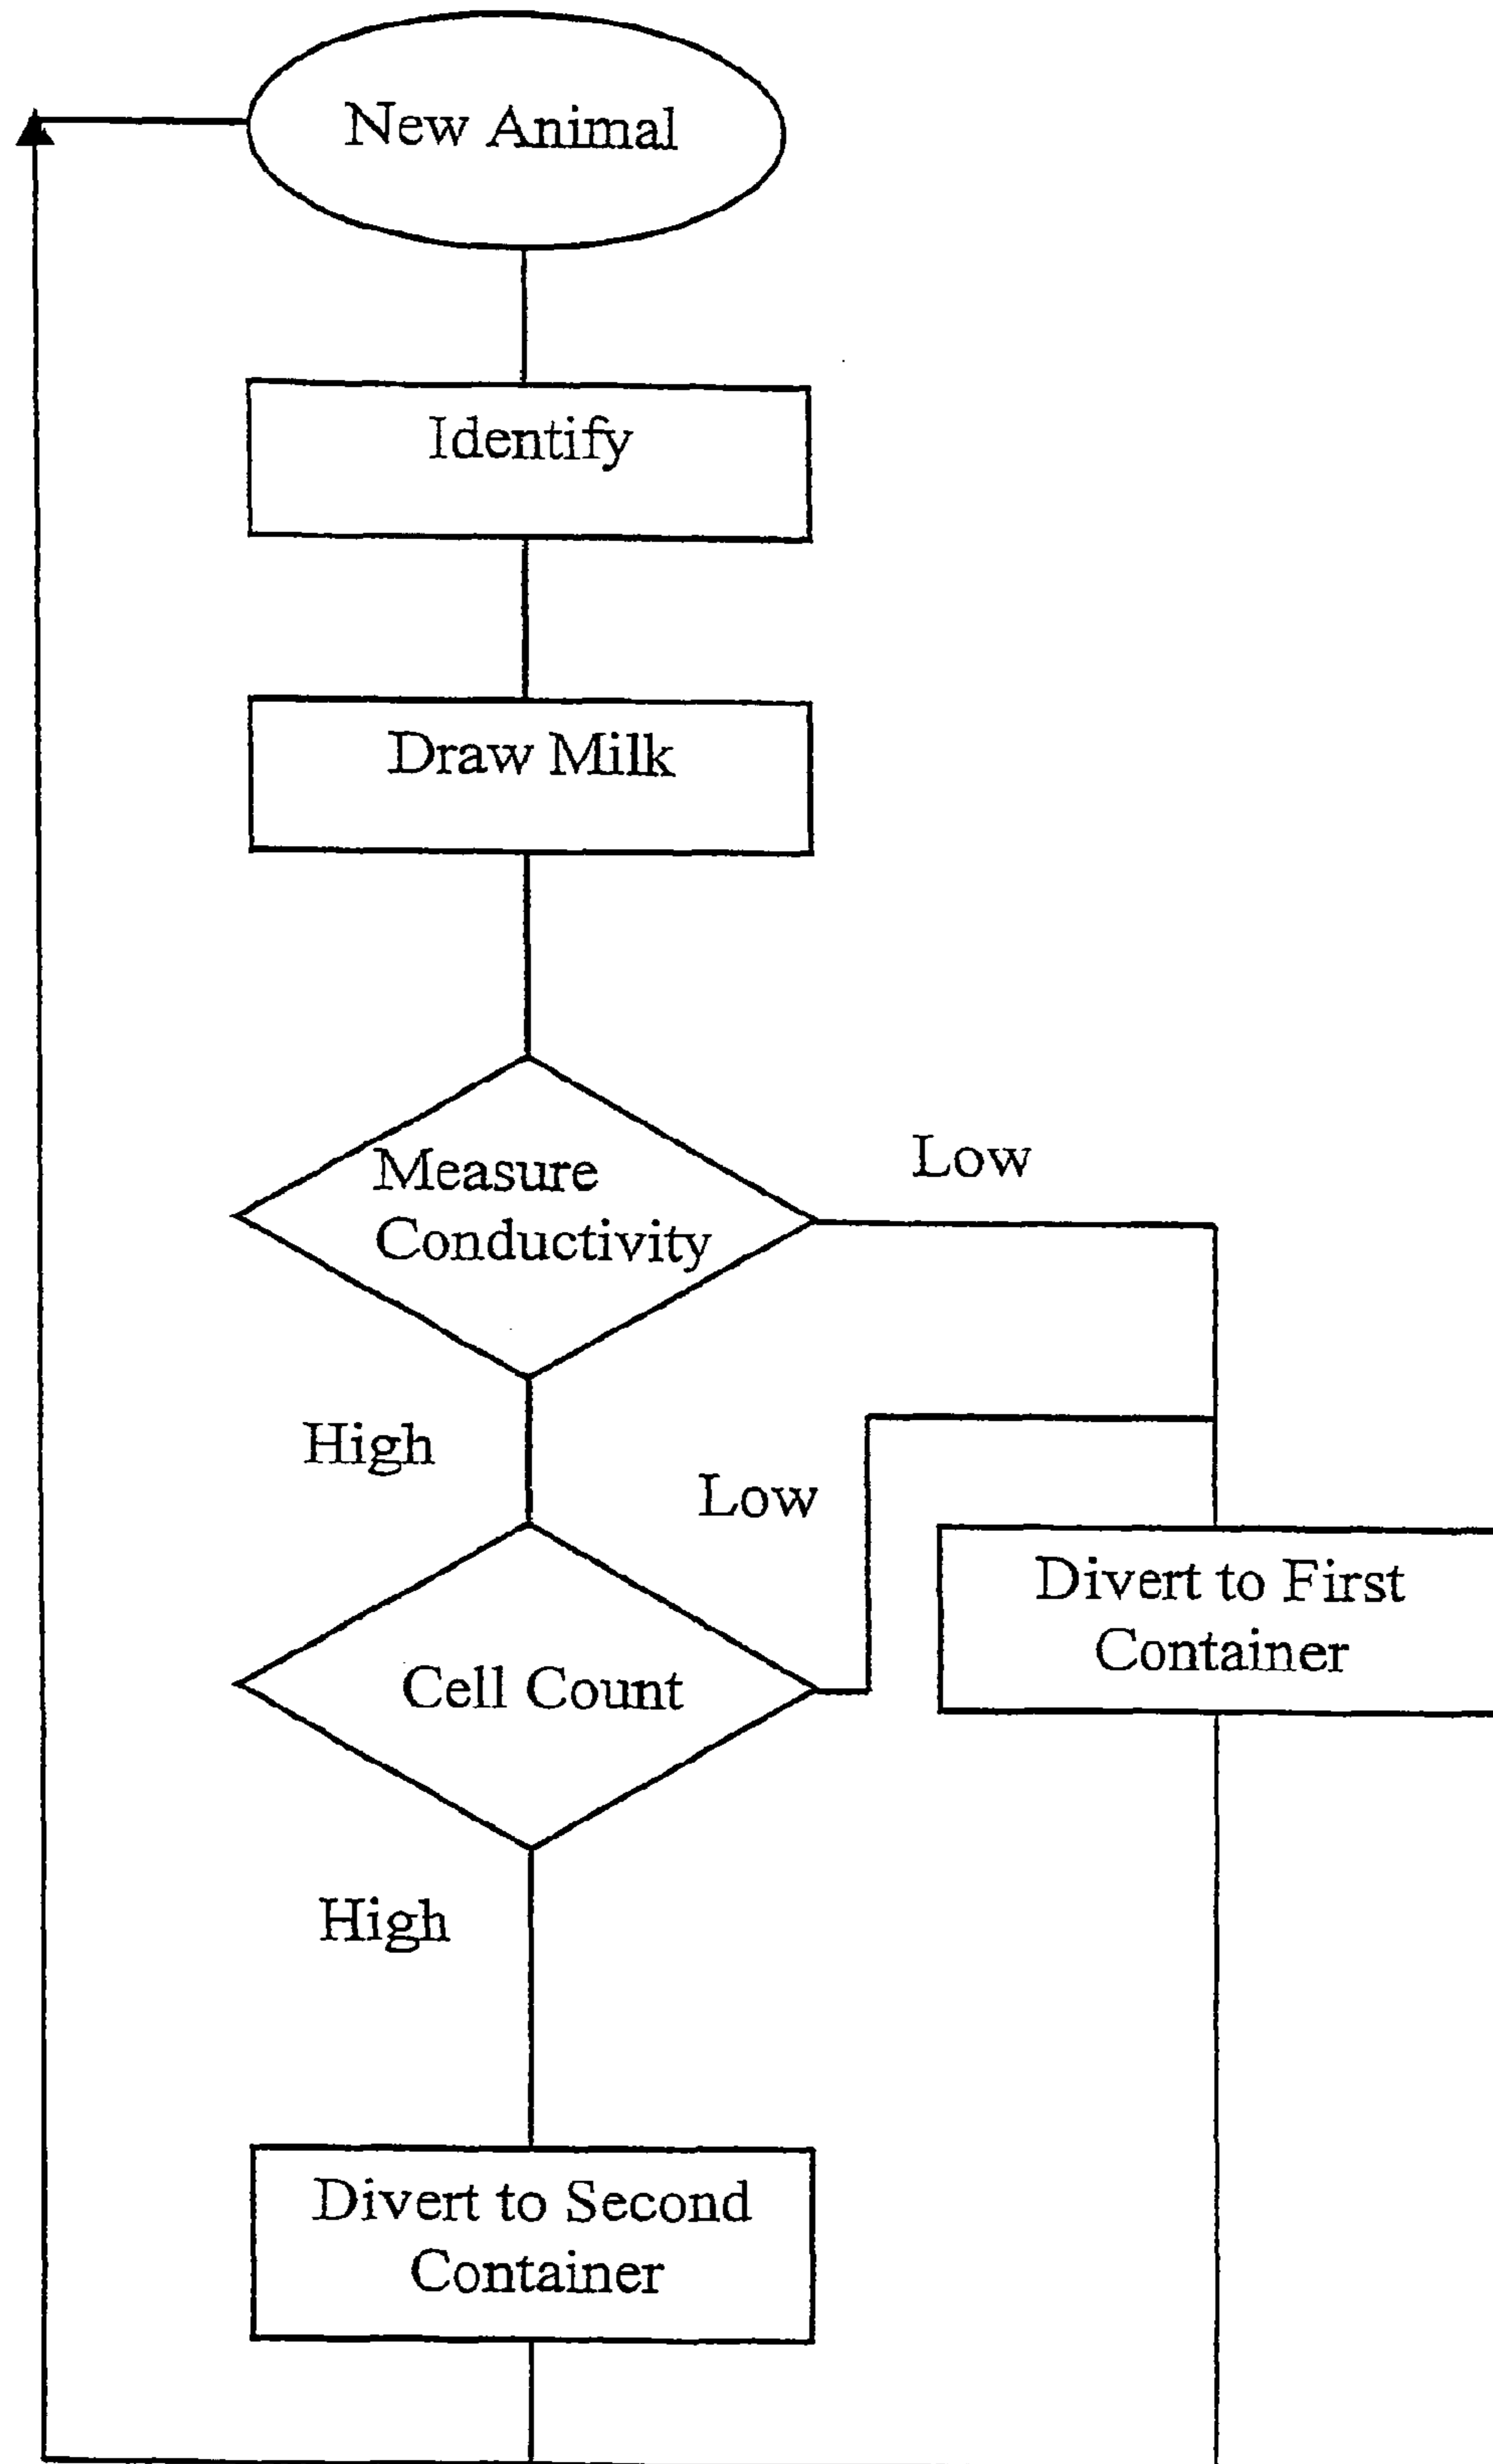 New Animal
Identify
Draw Milk
Measure
Conductivity
Low
High
Low
Cell Count
Divert to First
Container
High
Divert to Second
Container